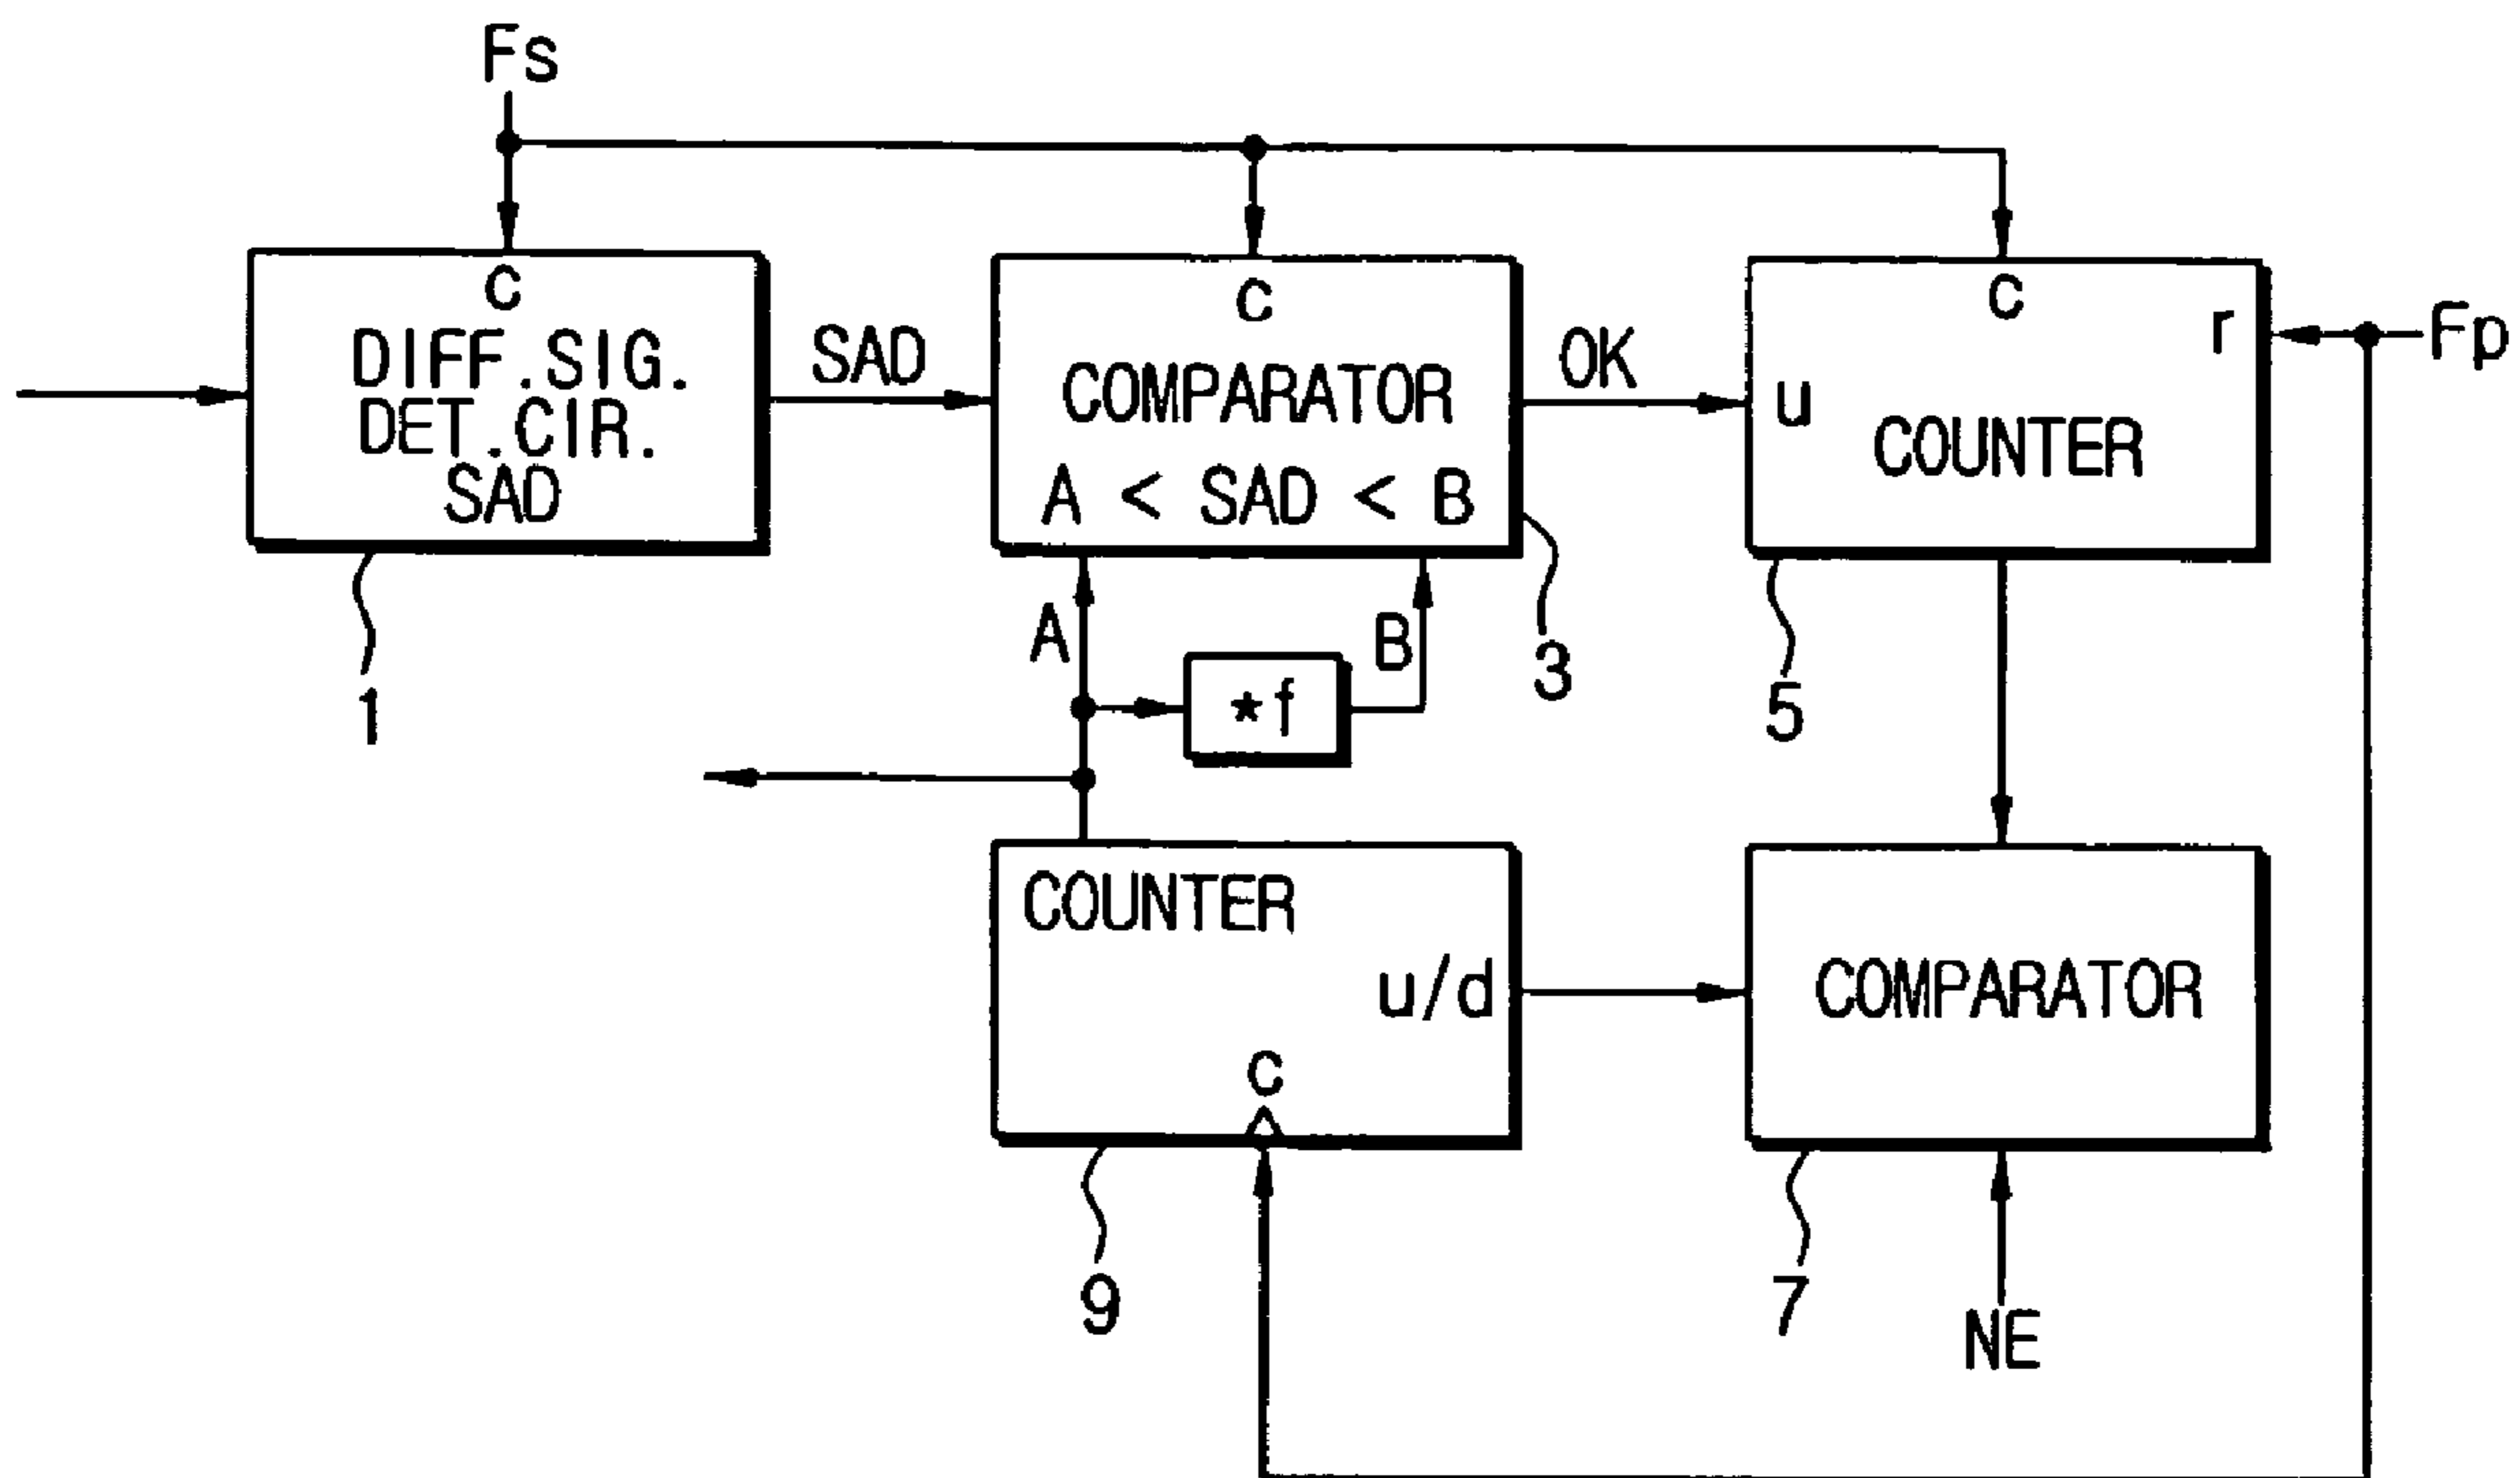 Fs
C
DIFF.SIG.
DET.CIR.
SAD
1
SAD
C
COMPARATOR
A < SAD < B
3
OK
C
r
u
COUNTER
5
Fp
A
*f
B
COUNTER
u/d
C
9
COMPARATOR
7
NE